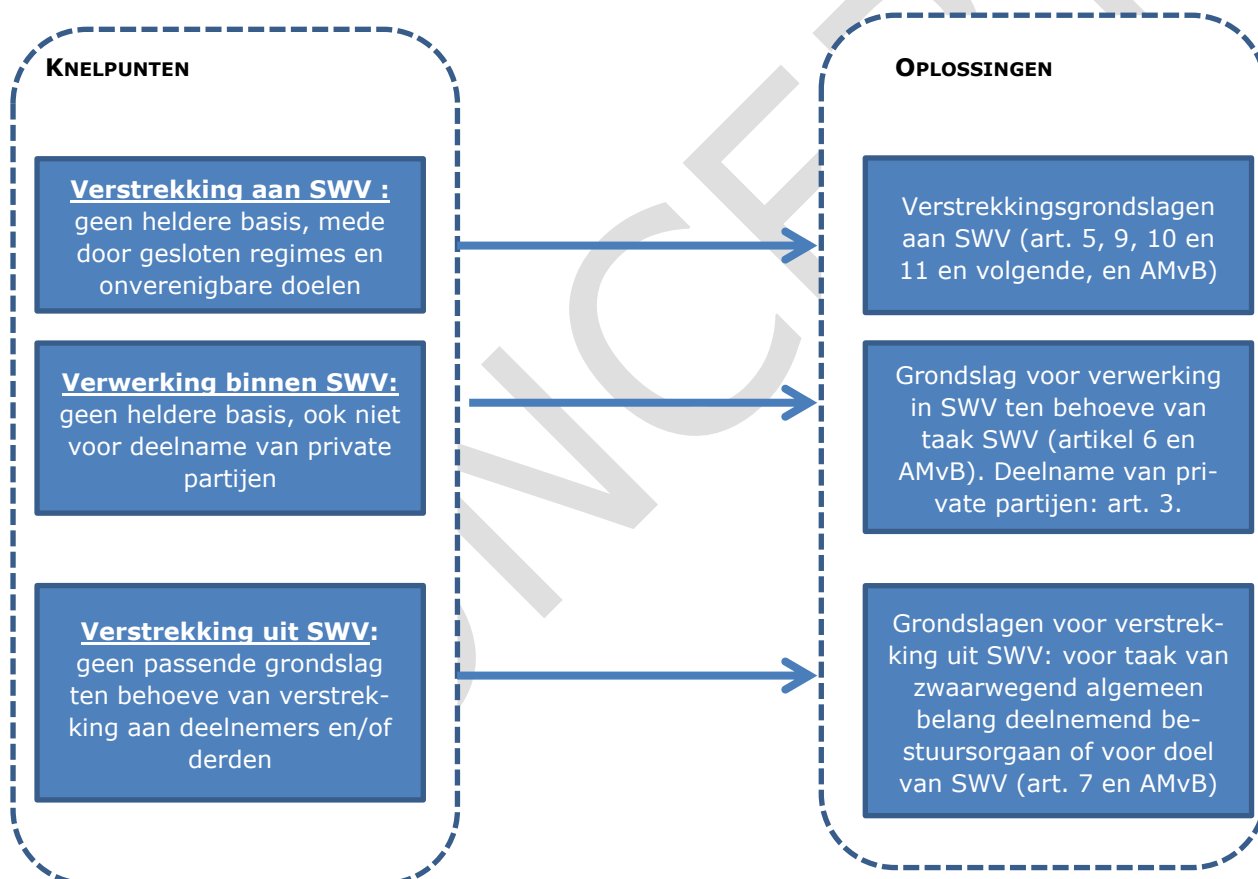 KNELPUNTEN
Verstrekking aan SWV :
geen heldere basis, mede
door gesloten regimes en
onverenigbare doelen
Verwerking binnen SWV:
geen heldere basis, ook niet
voor deelname van private
partijen
Verstrekking uit SWV:
geen passende grondslag
ten behoeve van verstrek-
king aan deelnemers en/of
derden
OPLOSSINGEN
Verstrekkingsgrondslagen
aan SWV (art. 5, 9, 10 en
11 en volgende, en AMvB)
Grondslag voor verwerking
in SWV ten behoeve van
taak SWV (artikel 6 en
AMvB). Deelname van pri-
vate partijen: art. 3.
Grondslagen voor verstrek-
king uit SWV: voor taak van
zwaarwegend algemeen
belang deelnemend be-
stuursorgaan of voor doel
van SWV (art. 7 en AMvB)